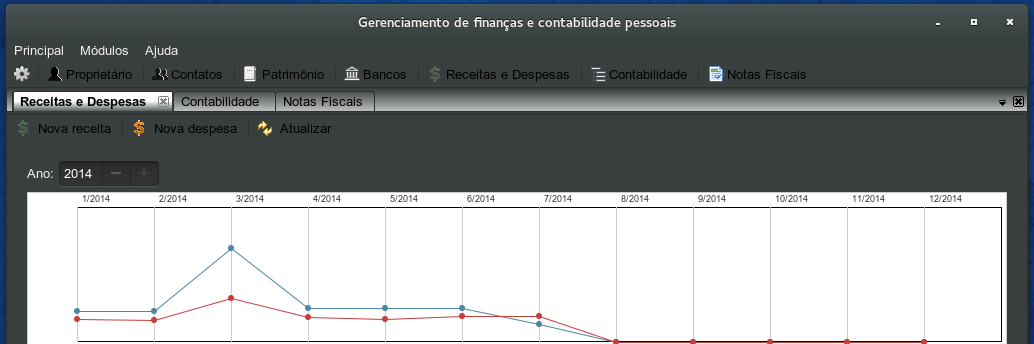 Gerenciamento de finanças e contabilidade pessoais
Principal Módulos Ajuda
Proprietário Contatos Patrimônio Bancos Receitas e Despesas Contabilidade Notas Fiscais
Receitas e Despesas Contabilidade Notas Fiscais
Nova receita Nova despesa Atualizar
Ano: 2014
1/2014 2/2014 3/2014 4/2014 5/2014 6/2014 7/2014 8/2014 9/2014 10/2014 11/2014 12/2014